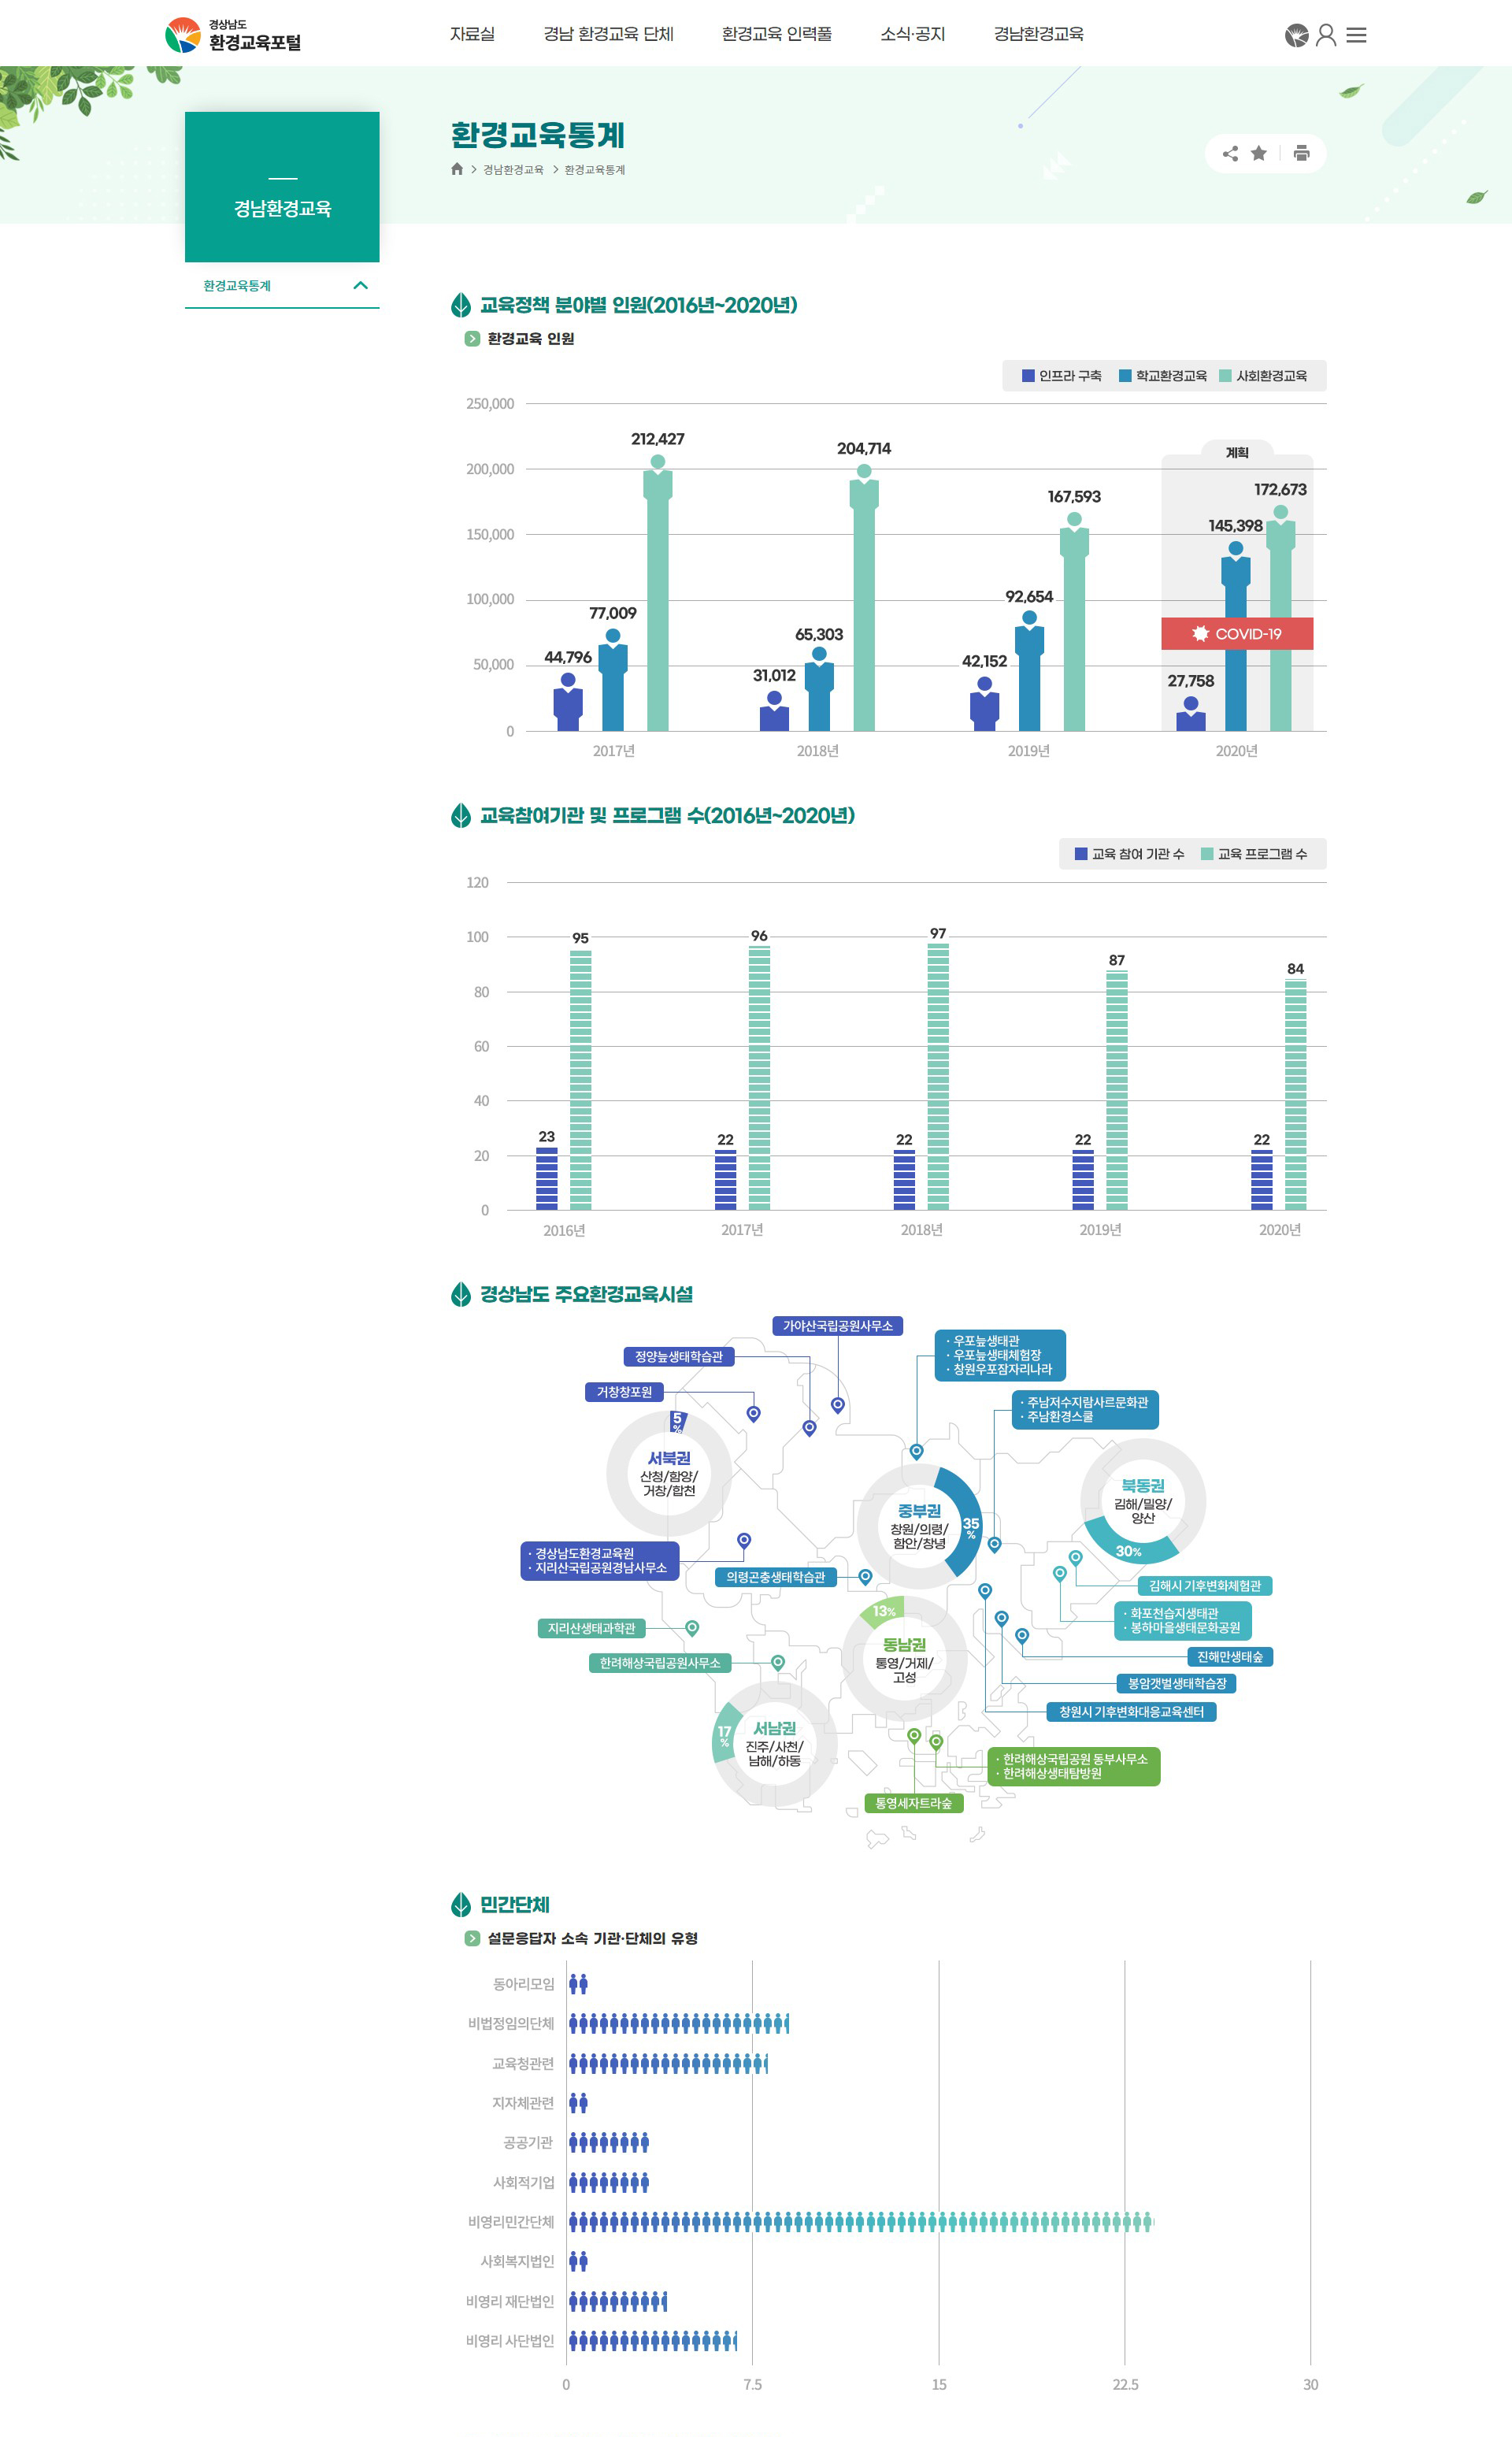 경상남도
환경교육포털
자료실 경남 환경교육 단체 환경교육 인력풀 소식·공지 경남환경교육
경남환경교육
환경교육통계
환경교육통계
경남환경교육 환경교육통계
교육정책 분야별 인원(2016년~2020년)
환경교육 인원
인프라 구축 학교환경교육 사회환경교육
250,000
200,000
150,000
100,000
50,000
0
44,796 77,009 212,427
31,012 65,303 204,714
42,152 92,654 167,593
계획
27,758 145,398 172,673
COVID-19
2017년 2018년 2019년 2020년
교육참여기관 및 프로그램 수(2016년~2020년)
교육 참여 기관 수 교육 프로그램 수
120
100
80
60
40
20
0
23 95
22 96
22 97
22 87
22 84
2016년 2017년 2018년 2019년 2020년
경상남도 주요환경교육시설
가야산국립공원사무소
정양늪생태학습관
거창창포원
· 우포늪생태관
· 우포늪생태체험장
· 창원우포잠자리나라
· 주남저수지람사르문화관
· 주남환경스쿨
5
%
서북권
산청/함양/
거창/합천
중부권
창원/의령/
함안/창녕
35
%
북동권
김해/밀양/
양산
30%
· 경상남도환경교육원
· 지리산국립공원경남사무소
의령곤충생태학습관
김해시 기후변화체험관
· 화포천습지생태관
· 봉하마을생태문화공원
지리산생태과학관
한려해상국립공원사무소
13%
동남권
통영/거제/
고성
진해만생태숲
봉암갯벌생태학습장
창원시 기후변화대응교육센터
17
%
서남권
진주/사천/
남해/하동
· 한려해상국립공원 동부사무소
· 한려해상생태탐방원
통영세자트라숲
민간단체
설문응답자 소속 기관·단체의 유형
동아리모임
비법정임의단체
교육청관련
지자체관련
공공기관
사회적기업
비영리민간단체
사회복지법인
비영리 재단법인
비영리 사단법인
0 7.5 15 22.5 30